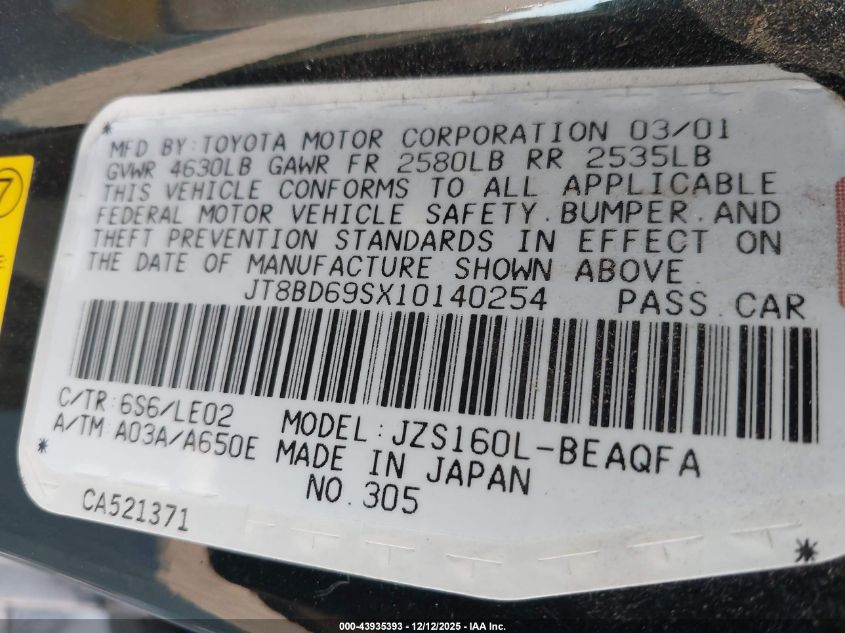 MFD BY:TOYOTA MOTOR CORPORATION 03/01
GVWR 4630LB GAWR FR 2580LB RR 2535LB
THIS VEHICLE CONFORMS TO ALL APPLICABLE
FEDERAL MOTOR VEHICLE SAFETY.BUMPER.AND
THEFT PREVENTION STANDARDS IN EFFECT ON
THE DATE OF MANUFACTURE SHOWN ABOVE.
JT8BD69SX10140254 PASS.CAR
C/TR:6S6/LE02 MODEL:JZS160L-BEAQFA
A/TM:A03A/A650E MADE IN JAPAN
NO.305
CA521371
7
000-43935393 - 12/12/2025 - IAA Inc.